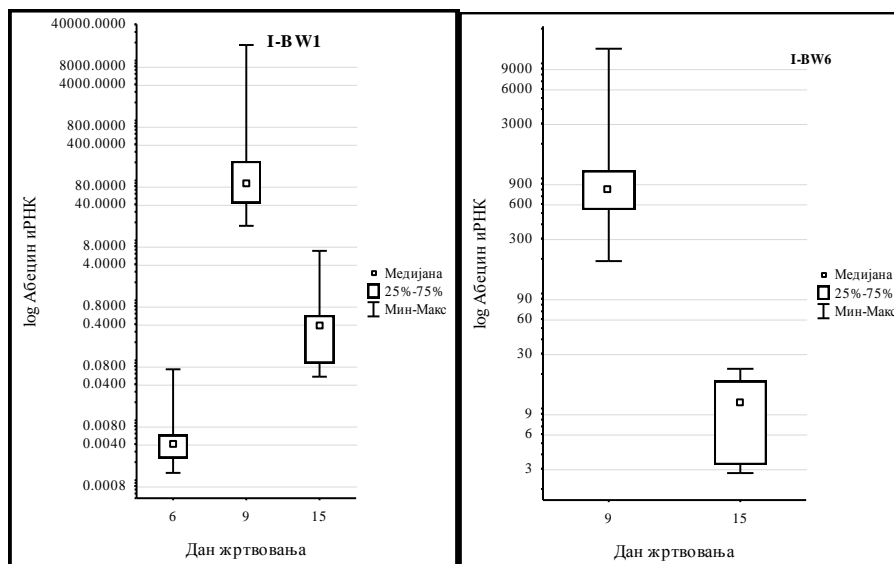 I-BW1
log Абецин иРНК
40000.0000
8000.0000
4000.0000
800.0000
400.0000
80.0000
40.0000
8.0000
4.0000
0.8000
0.4000
0.0800
0.0400
0.0080
0.0040
0.0008
6 9 15
Дан жртвовања
Медијана
25%-75%
Мин-Макс
I-BW6
log Абецин иРНК
9000
6000
3000
900
600
300
90
60
30
9
6
3
9 15
Дан жртвовања
Медијана
25%-75%
Мин-Макс